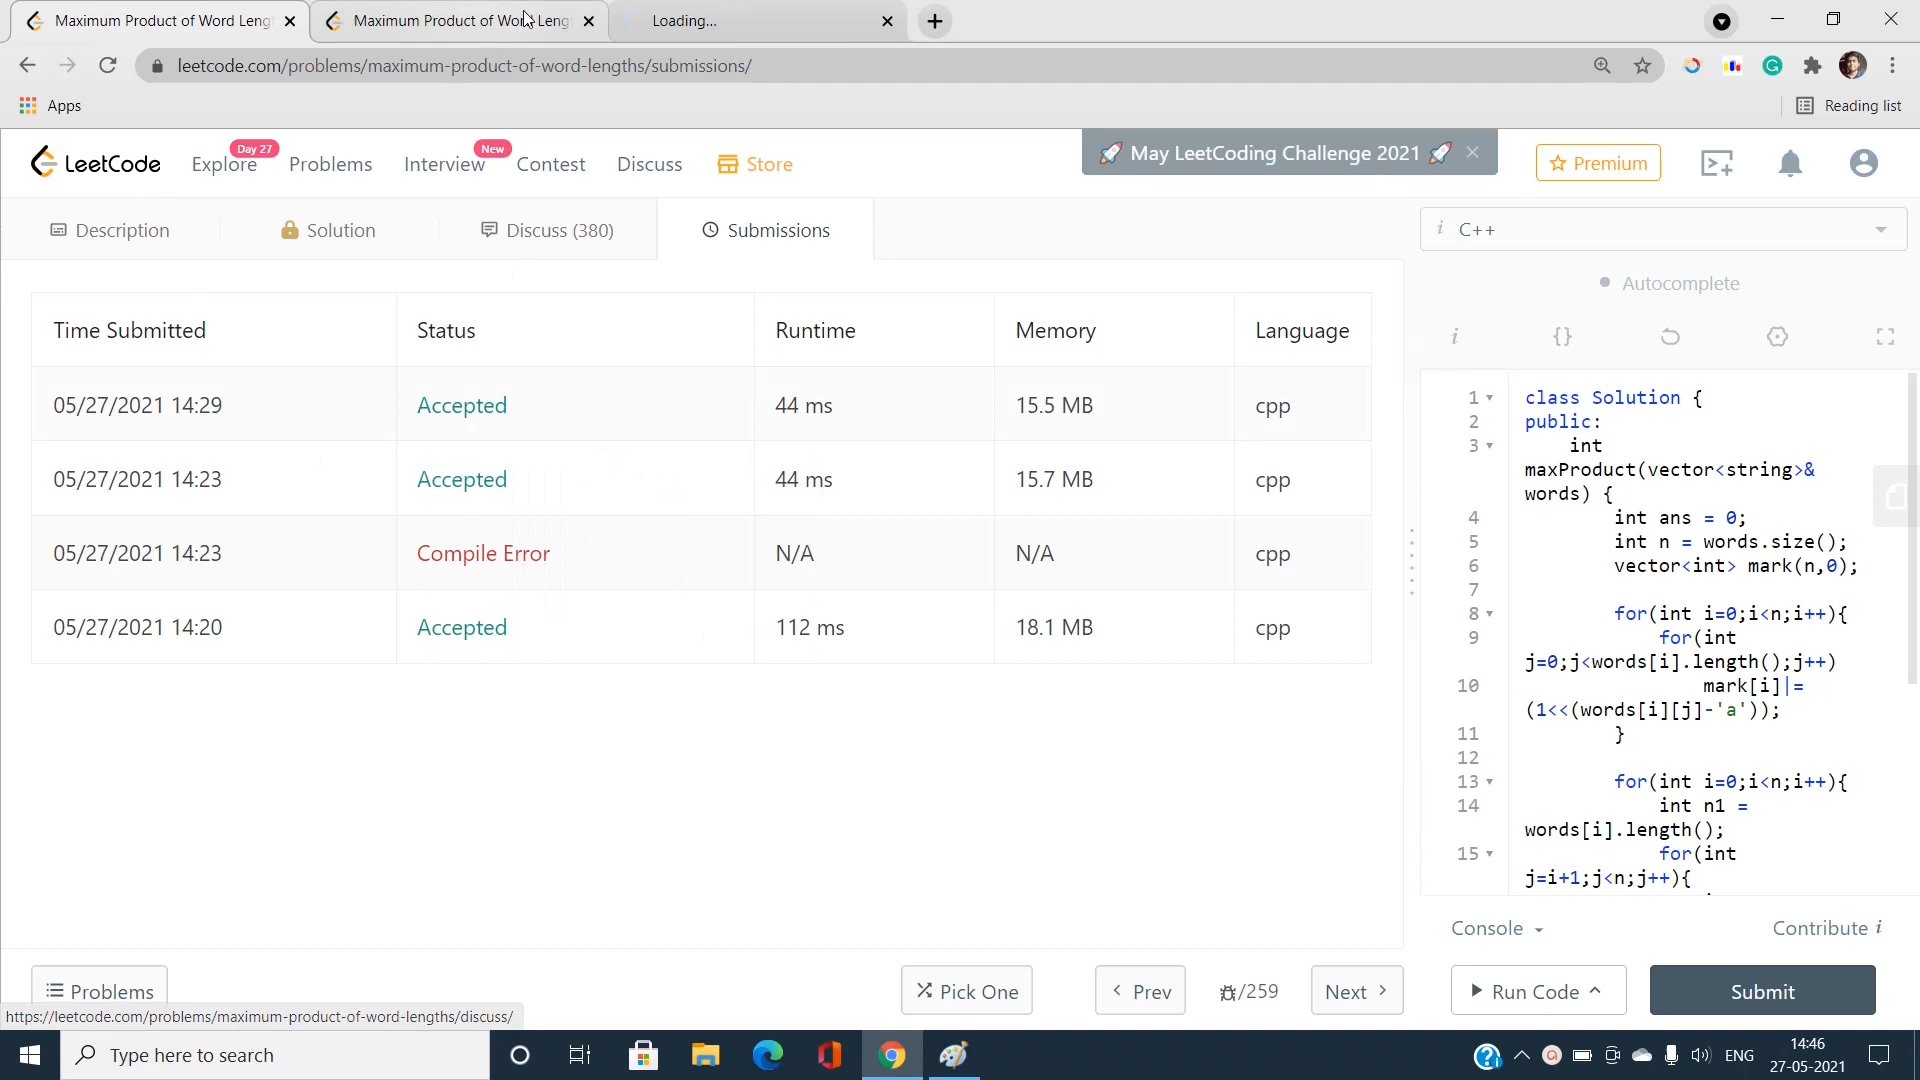 Maximum Product of Word Leng
Maximum Product of Word Leng
Loading...
leetcode.com/problems/maximum-product-of-word-lengths/submissions/
Apps
Reading list
LeetCode
Explore
Day 27
Problems
Interview
New
Contest
Discuss
Store
May LeetCoding Challenge 2021
Premium
Description
Solution
Discuss (380)
Submissions
i C++
Autocomplete
i {}
Time Submitted Status Runtime Memory Language
05/27/2021 14:29 Accepted 44 ms 15.5 MB cpp
05/27/2021 14:23 Accepted 44 ms 15.7 MB cpp
05/27/2021 14:23 Compile Error N/A N/A cpp
05/27/2021 14:20 Accepted 112 ms 18.1 MB cpp
1 class Solution {
2 public:
3 int
maxProduct(vector<string>&
words) {
4 int ans = 0;
5 int n = words.size();
6 vector<int> mark(n,0);
7
8 for(int i=0;i<n;i++){
9 for(int
j=0;j<words[i].length();j++)
10 mark[i]|=
(1<<(words[i][j]-'a'));
11 }
12
13 for(int i=0;i<n;i++){
14 int n1 =
words[i].length();
15 for(int
j=i+1;j<n;j++){
Console
Contribute i
Problems
Pick One
Prev
/259
Next
Run Code
Submit
https://leetcode.com/problems/maximum-product-of-word-lengths/discuss/
Type here to search
ENG
14:46
27-05-2021